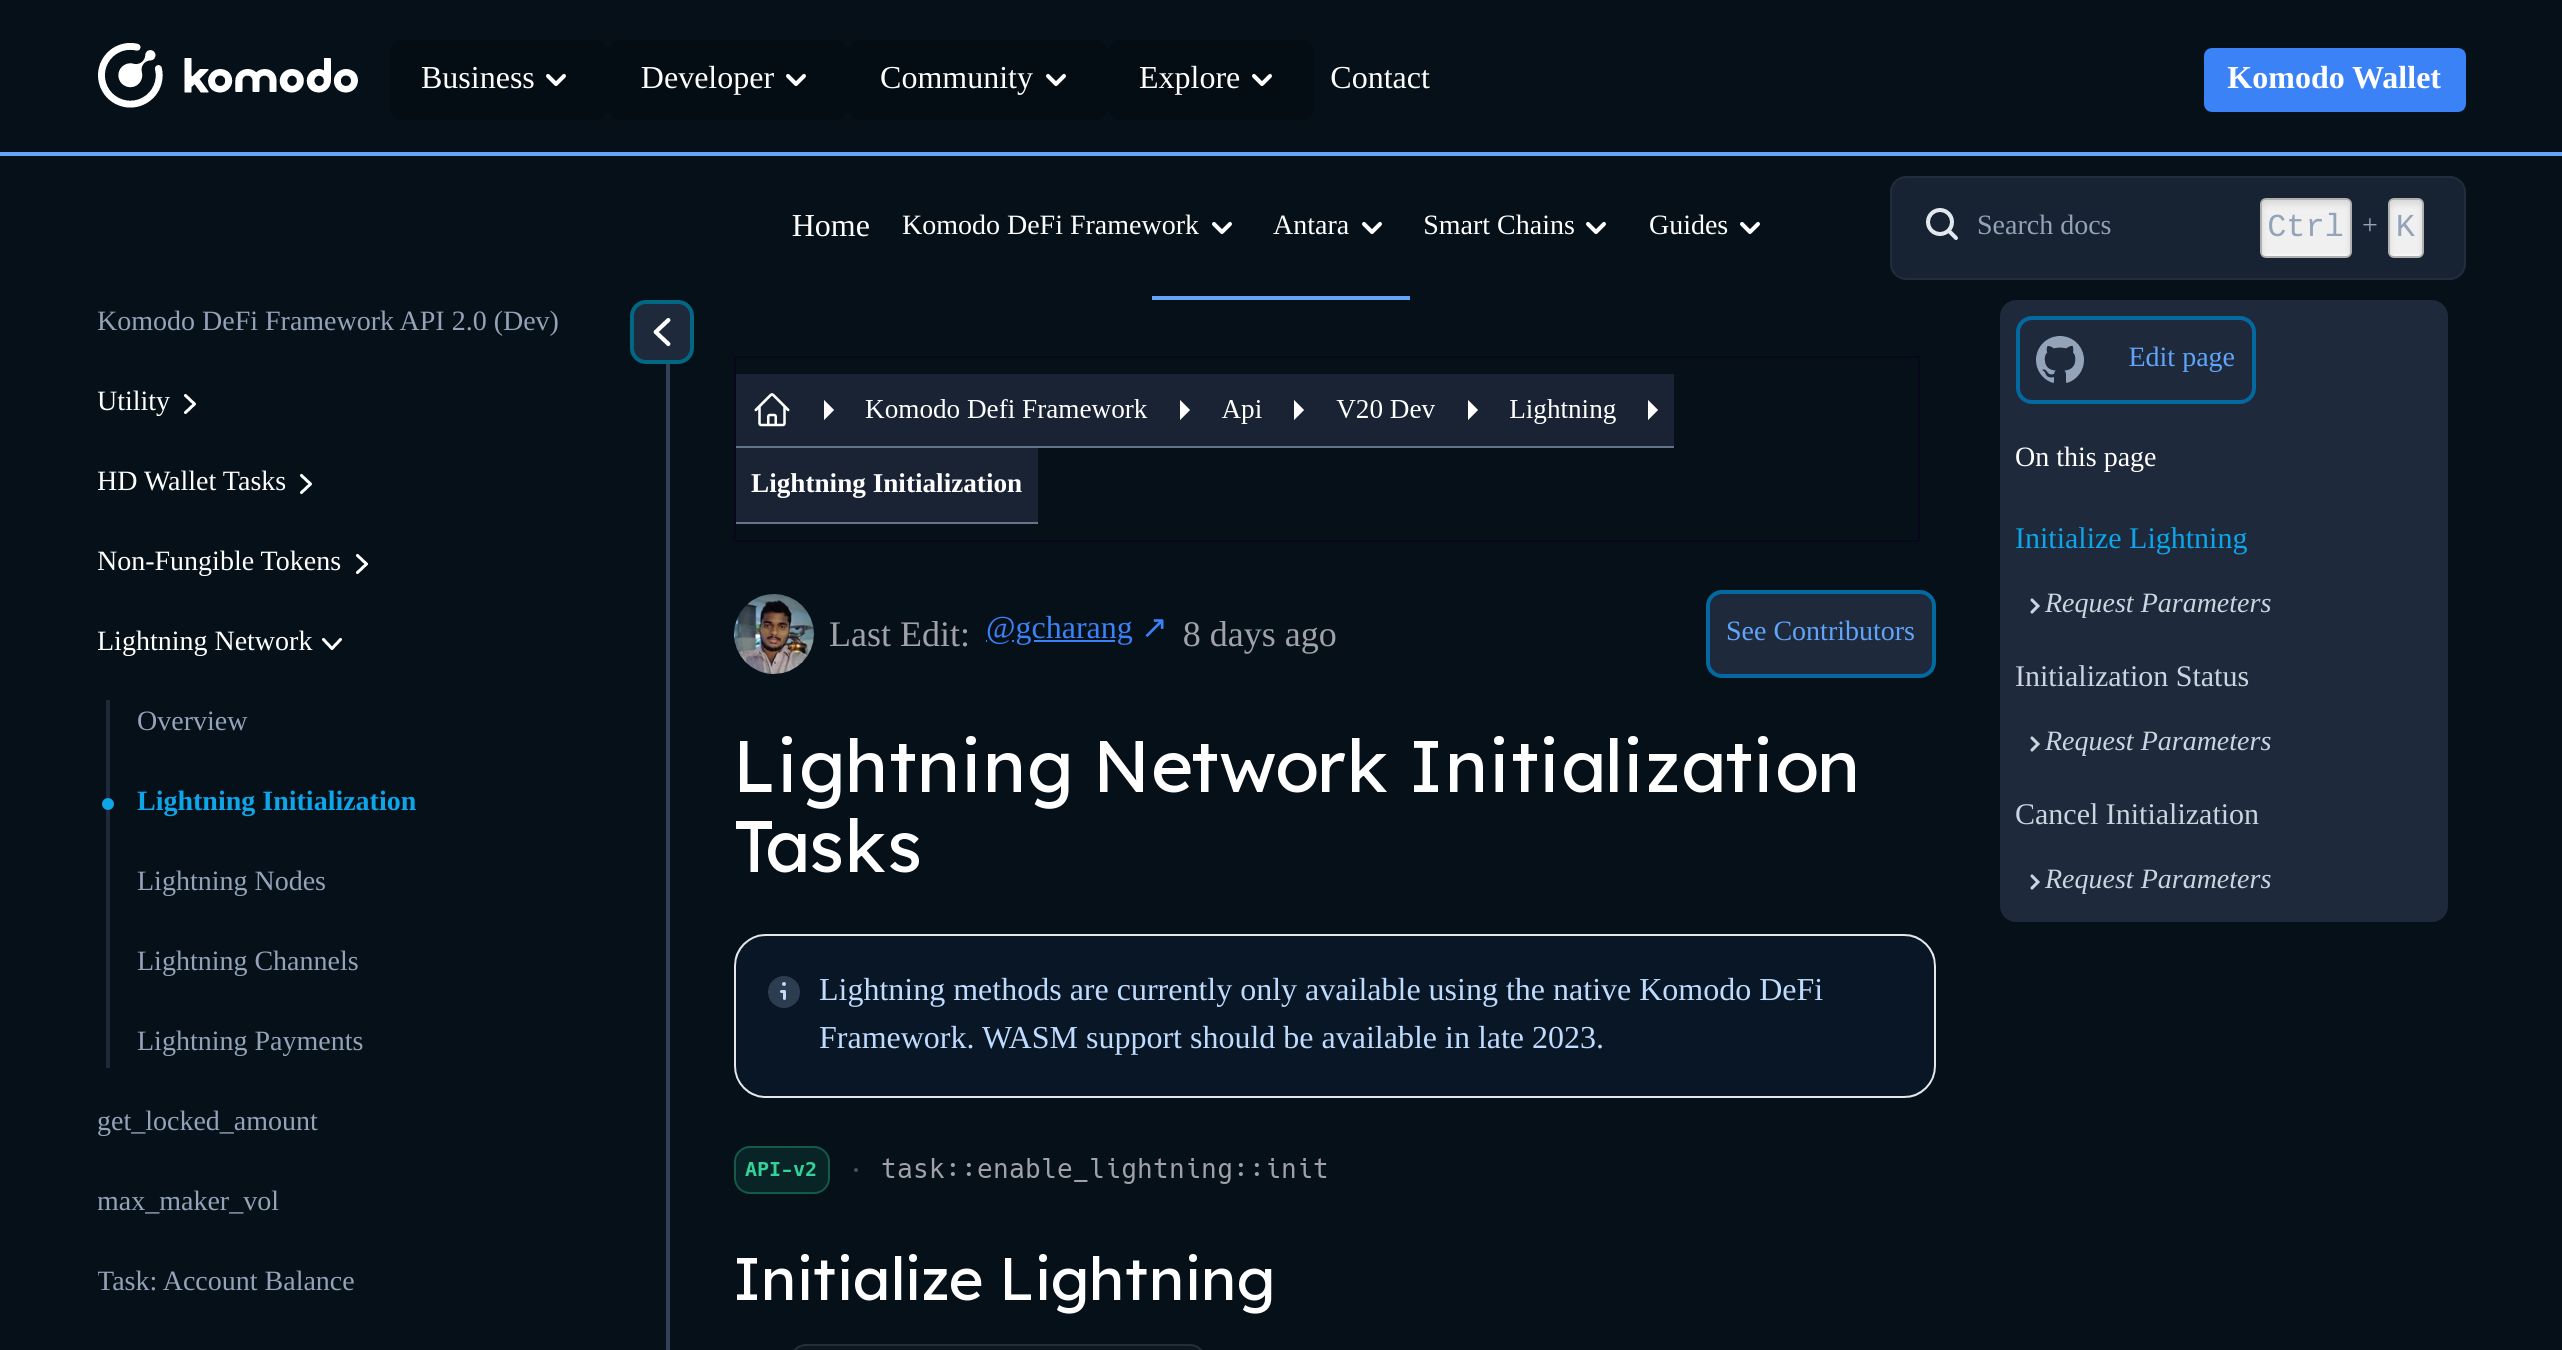 komodo
Business
Developer
Community
Explore
Contact
Komodo Wallet
Home
Komodo DeFi Framework
Antara
Smart Chains
Guides
Search docs
Ctrl + K
Komodo DeFi Framework API 2.0 (Dev)
Utility
HD Wallet Tasks
Non-Fungible Tokens
Lightning Network
Overview
Lightning Initialization
Lightning Nodes
Lightning Channels
Lightning Payments
get_locked_amount
max_maker_vol
Task: Account Balance
Komodo Defi Framework
Api
V20 Dev
Lightning
Lightning Initialization
Last Edit: @gcharang ↗ 8 days ago
See Contributors
Lightning Network Initialization
Tasks
Lightning methods are currently only available using the native Komodo DeFi
Framework. WASM support should be available in late 2023.
API-v2 · task::enable_lightning::init
Initialize Lightning
Edit page
On this page
Initialize Lightning
Request Parameters
Initialization Status
Request Parameters
Cancel Initialization
Request Parameters